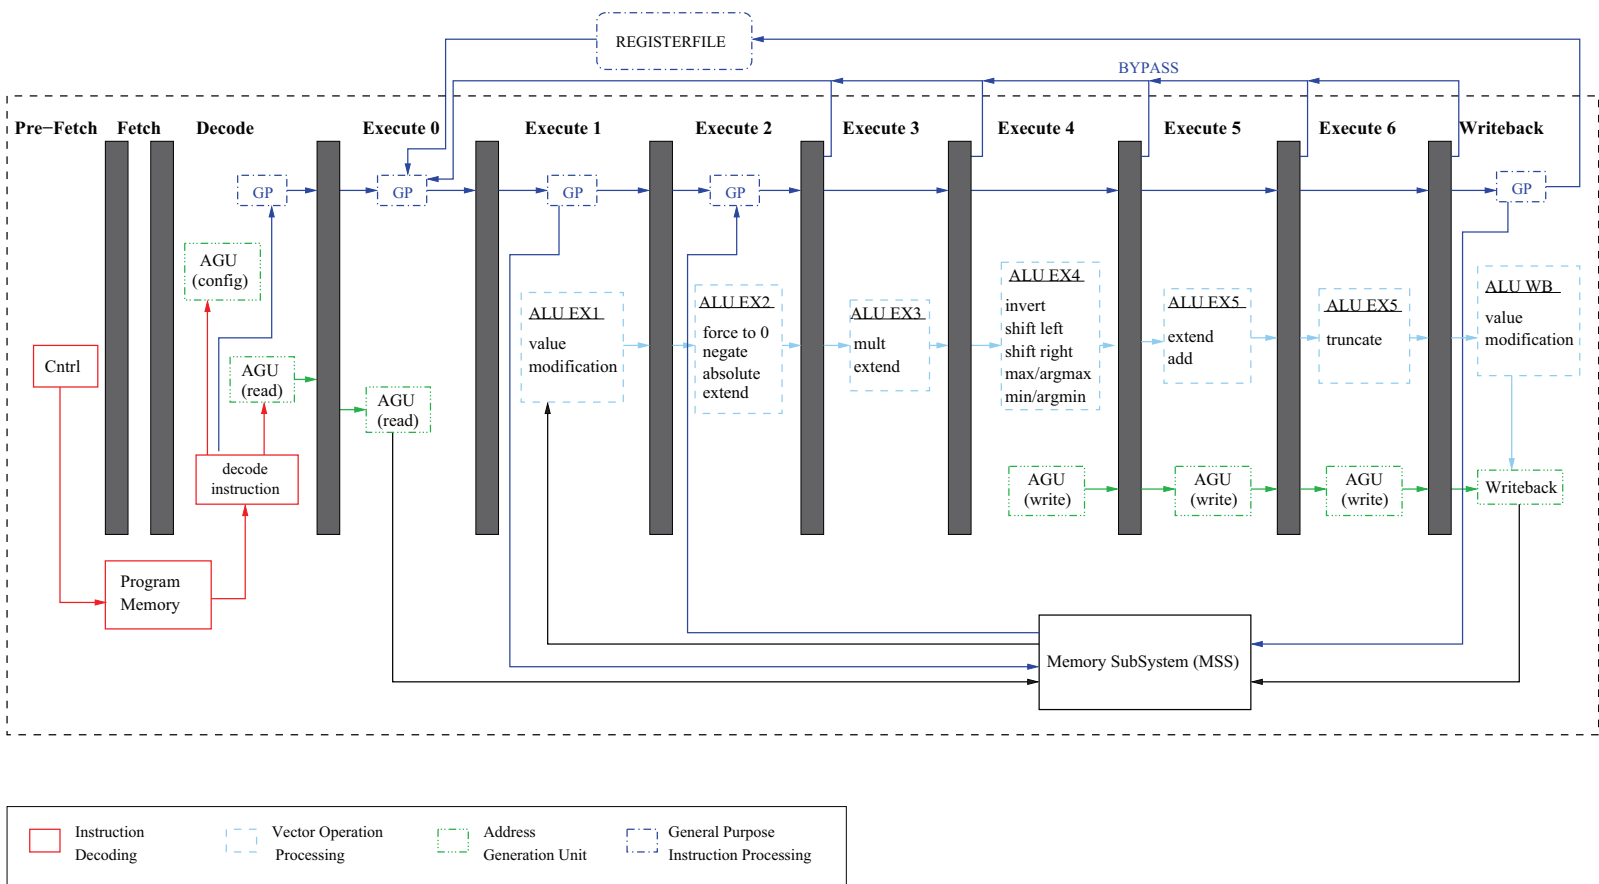 REGISTERFILE
BYPASS
Pre−Fetch
Fetch
Decode
Execute 0
Execute 1
Execute 2
Execute 3
Execute 4
Execute 5
Execute 6
Writeback
GP
GP
GP
GP
GP
AGU
(config)
Cntrl
AGU
(read)
AGU
(read)
decode
instruction
Program
Memory
ALU EX1
value
modification
ALU EX2
force to 0
negate
absolute
extend
ALU EX3
mult
extend
ALU EX4
invert
shift left
shift right
max/argmax
min/argmin
ALU EX5
extend
add
ALU EX5
truncate
ALU WB
value
modification
AGU
(write)
AGU
(write)
AGU
(write)
Writeback
Memory SubSystem (MSS)
Instruction
Decoding
Vector Operation
Processing
Address
Generation Unit
General Purpose
Instruction Processing